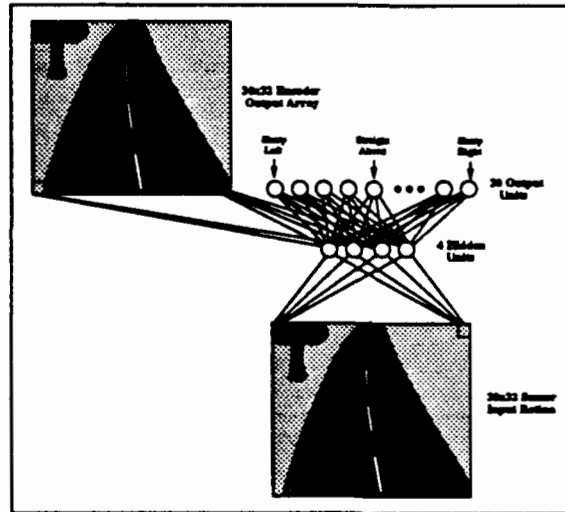 30x32 Encoder
Output Array
Sharp
Left
Straight
Ahead
Sharp
Right
30 Output
Units
4 Hidden
Units
30x32 Sensor
Input Retina